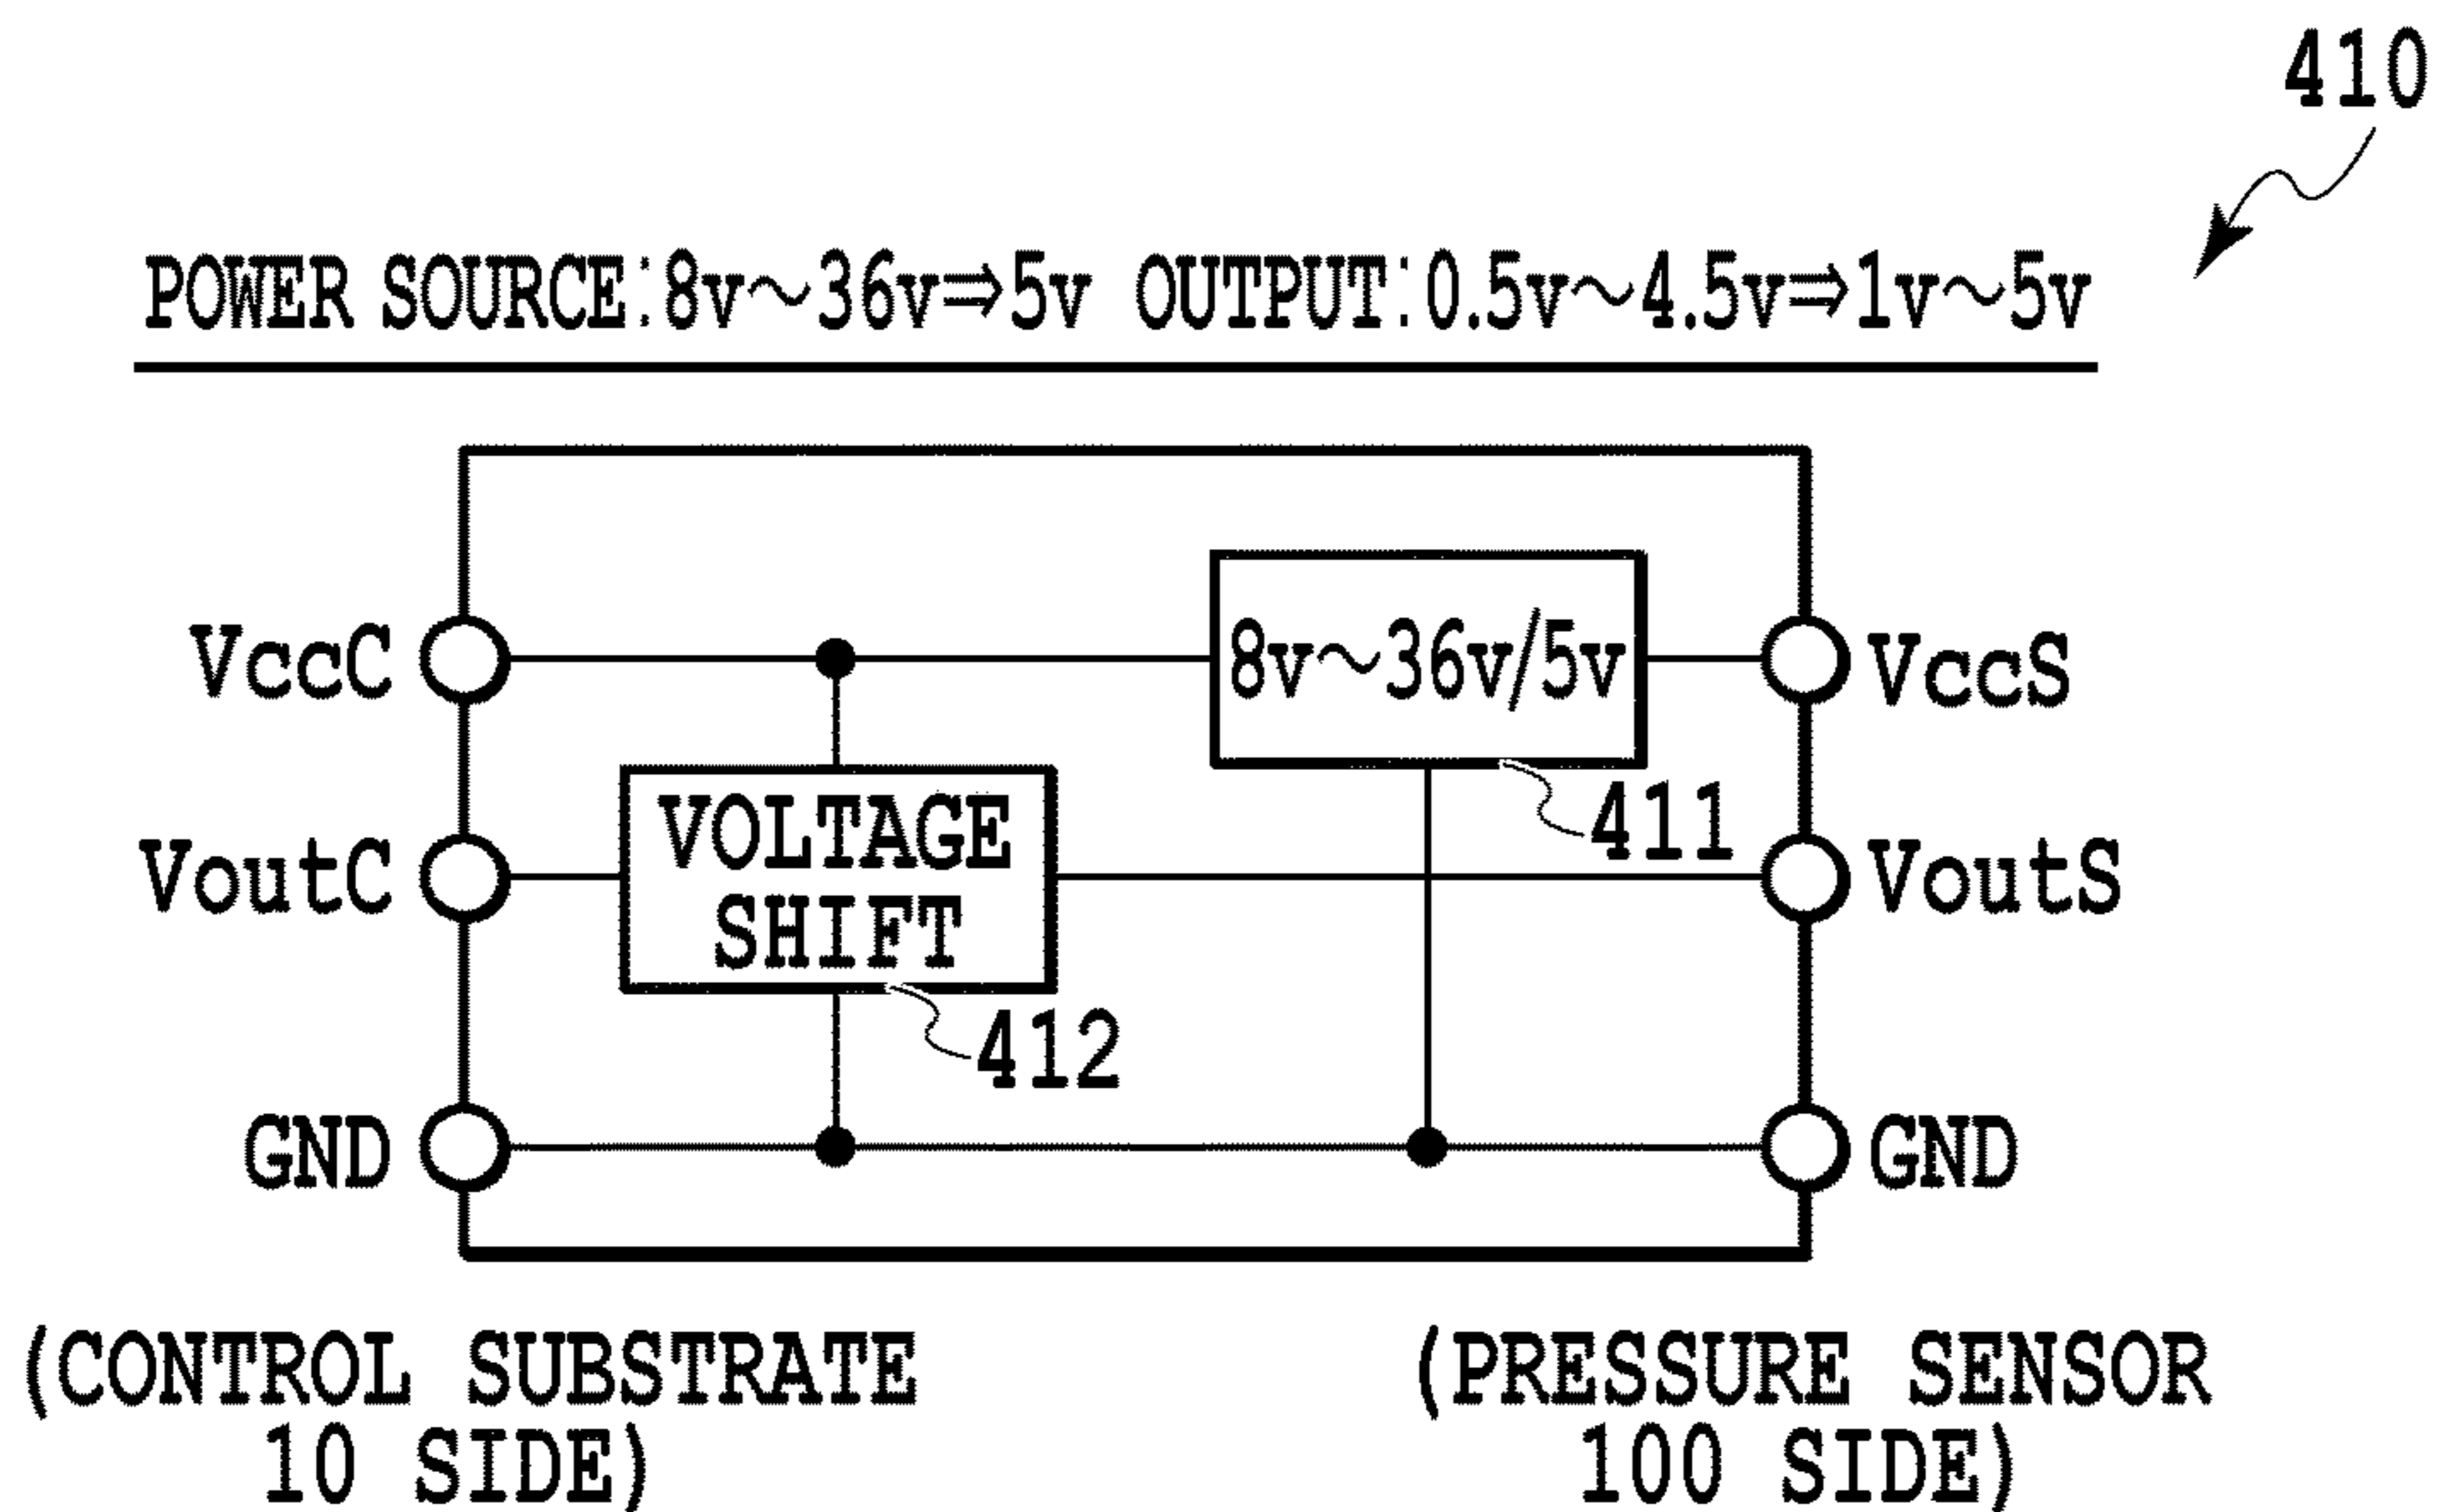 410
POWER SOURCE:8v～36v⇒5v OUTPUT:0.5v～4.5v⇒1v～5v
VccC
8v～36v/5v
VccS
VOLTAGE
SHIFT
411
VoutC
VoutS
412
GND
GND
(CONTROL SUBSTRATE
10 SIDE)
(PRESSURE SENSOR
100 SIDE)